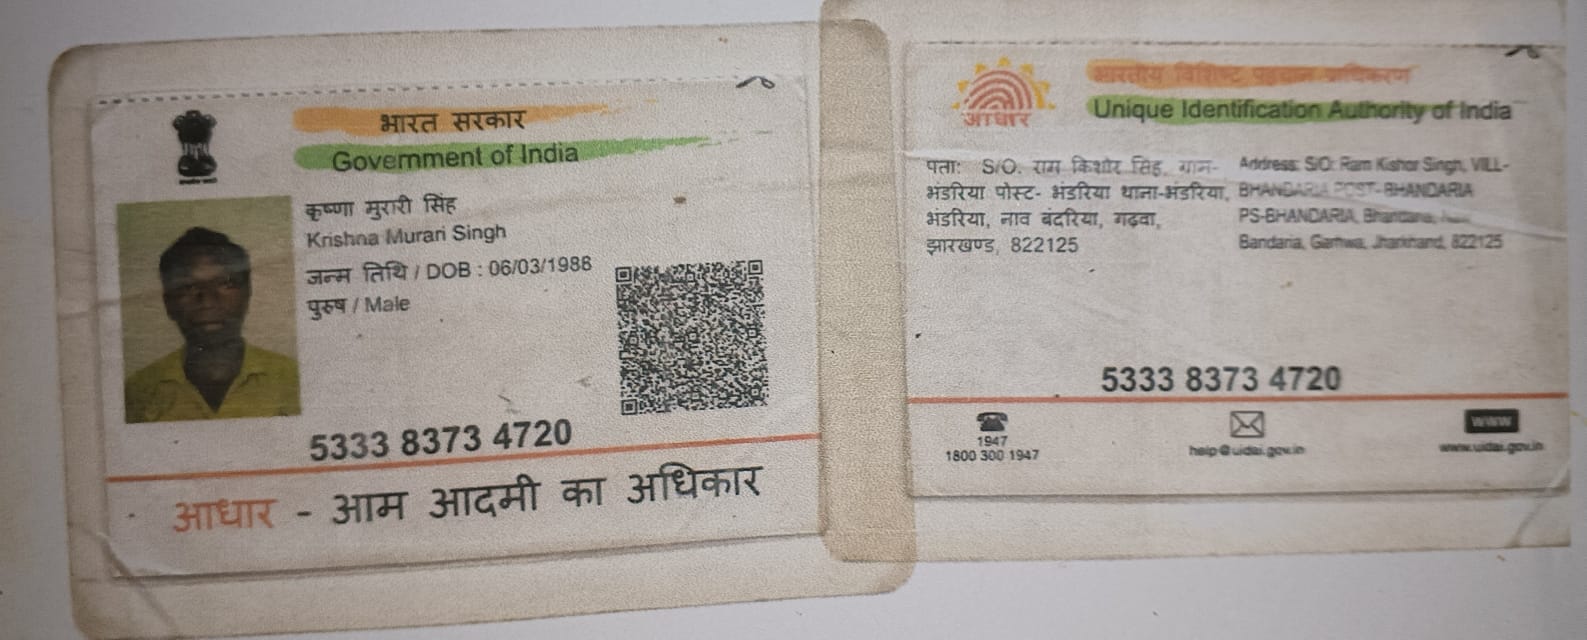 भारत सरकार
Government of India
कृष्णा मुरारी सिंह
Krishna Murari Singh
जन्म तिथि / DOB : 06/03/1988
पुरुष / Male
5333 8373 4720
आधार - आम आदमी का अधिकार
भारतीय विशिष्ट पहचान प्राधिकरण
Unique Identification Authority of India
आधार
पता: S/O. राम किशोर सिंह, ग्राम-
भंडरिया पोस्ट- भंडरिया थाना-भंडरिया,
भंडरिया, नाव बंदरिया, गढ़वा,
झारखण्ड, 822125
Address: S/O: Ram Kishor Singh, VILL-
BHANDARIA POST-BHANDARIA
PS-BHANDARIA,
Bandaria, Garhwa, Jharkhand, 822125
5333 8373 4720
1947
1800 300 1947
help@uidai.gov.in
www
www.uidai.gov.in